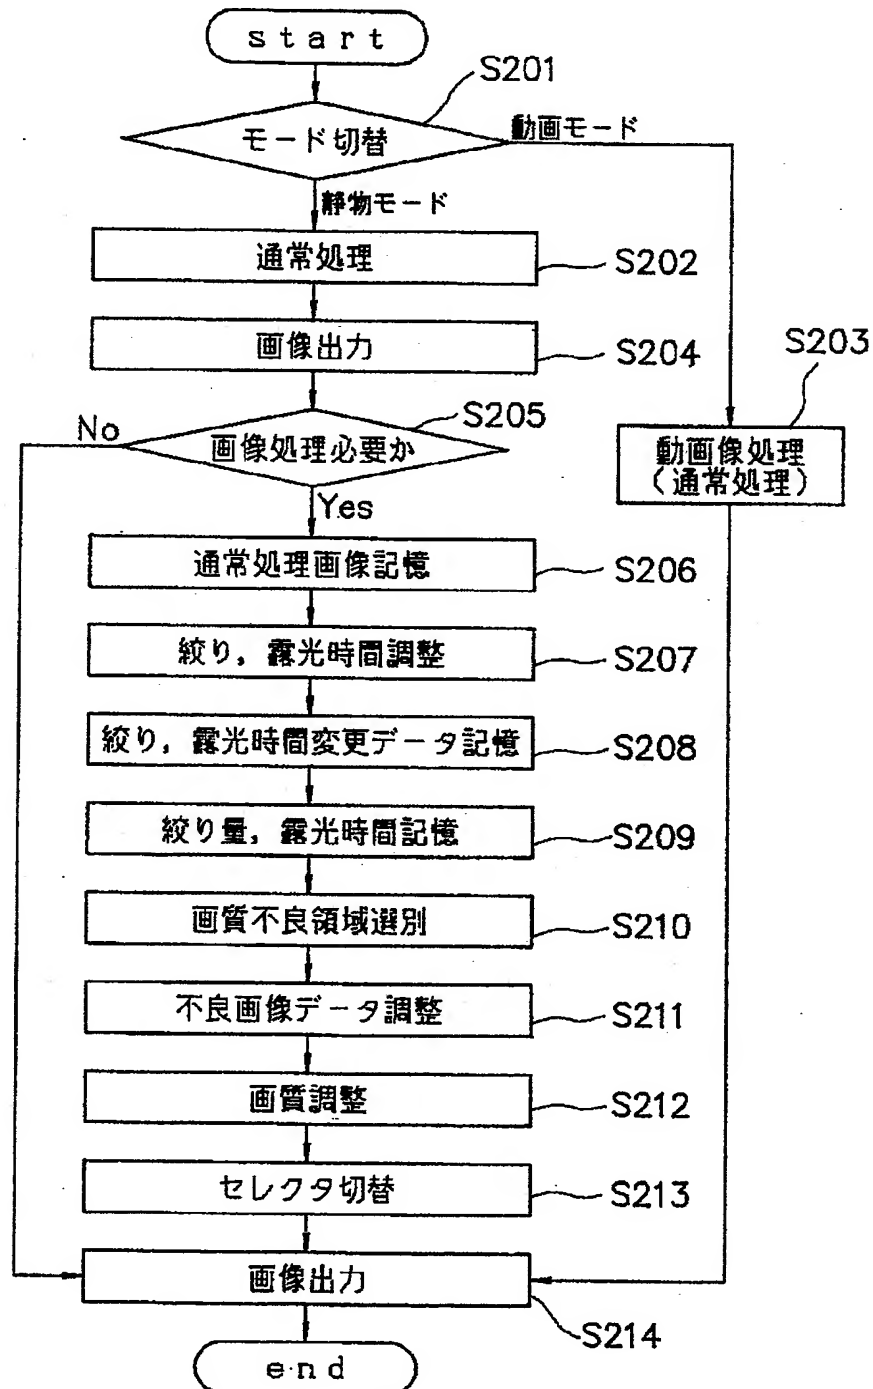 start
S201
モード切替
動画モード
静物モード
通常処理
S202
画像出力
S204
S203
動画像処理
(通常処理)
S205
No
画像処理必要か
Yes
通常処理画像記憶
S206
絞り，露光時間調整
S207
絞り，露光時間変更データ記憶
S208
絞り量，露光時間記憶
S209
画質不良領域選別
S210
不良画像データ調整
S211
画質調整
S212
セレクタ切替
S213
画像出力
S214
end